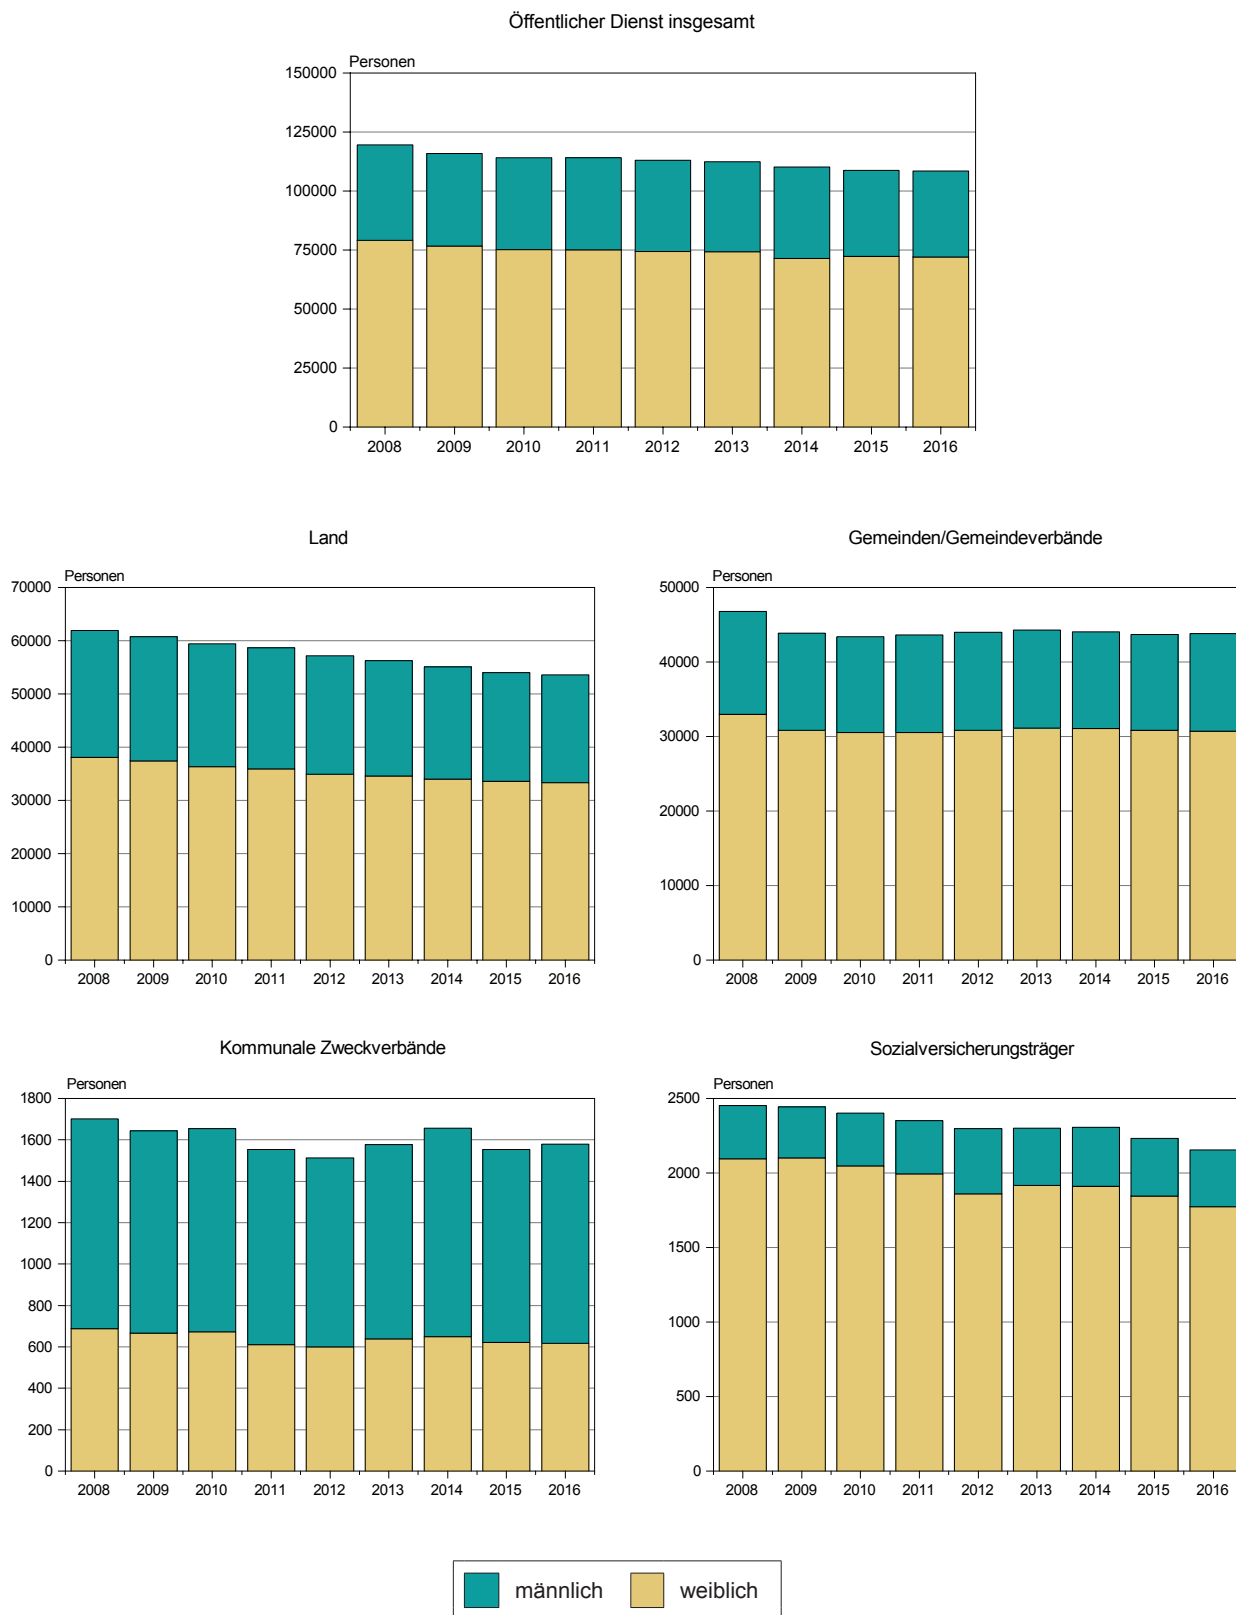 Öffentlicher Dienst insgesamt
Personen
150000
125000
100000
75000
50000
25000
0
2008 2009 2010 2011 2012 2013 2014 2015 2016
Land
Personen
70000
60000
50000
40000
30000
20000
10000
0
2008 2009 2010 2011 2012 2013 2014 2015 2016
Gemeinden/Gemeindeverbände
Personen
50000
40000
30000
20000
10000
0
2008 2009 2010 2011 2012 2013 2014 2015 2016
Kommunale Zweckverbände
Personen
1800
1600
1400
1200
1000
800
600
400
200
0
2008 2009 2010 2011 2012 2013 2014 2015 2016
Sozialversicherungsträger
Personen
2500
2000
1500
1000
500
0
2008 2009 2010 2011 2012 2013 2014 2015 2016
männlich weiblich